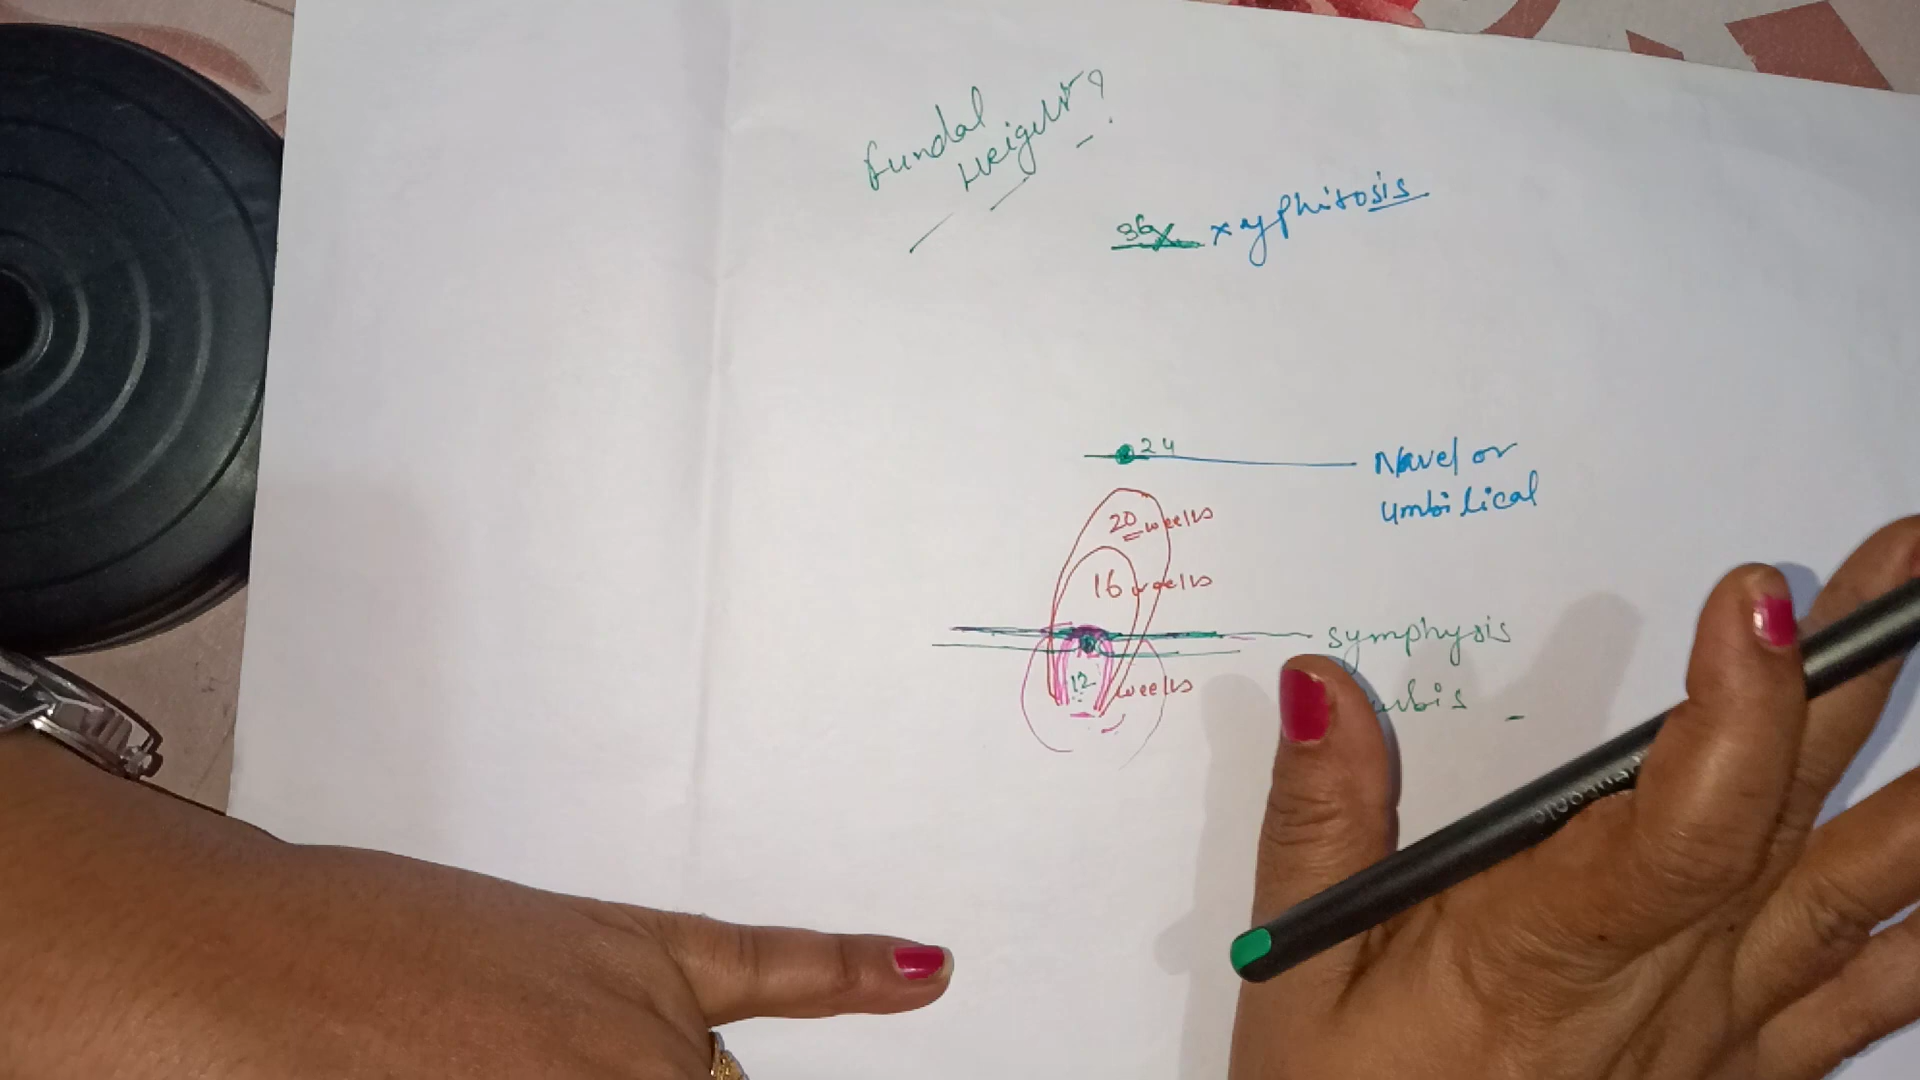 Fundal
Height?
36 xyphitosis
24
Navel or
umbilical
20 weeks
16 weeks
symphysis
12 weeks